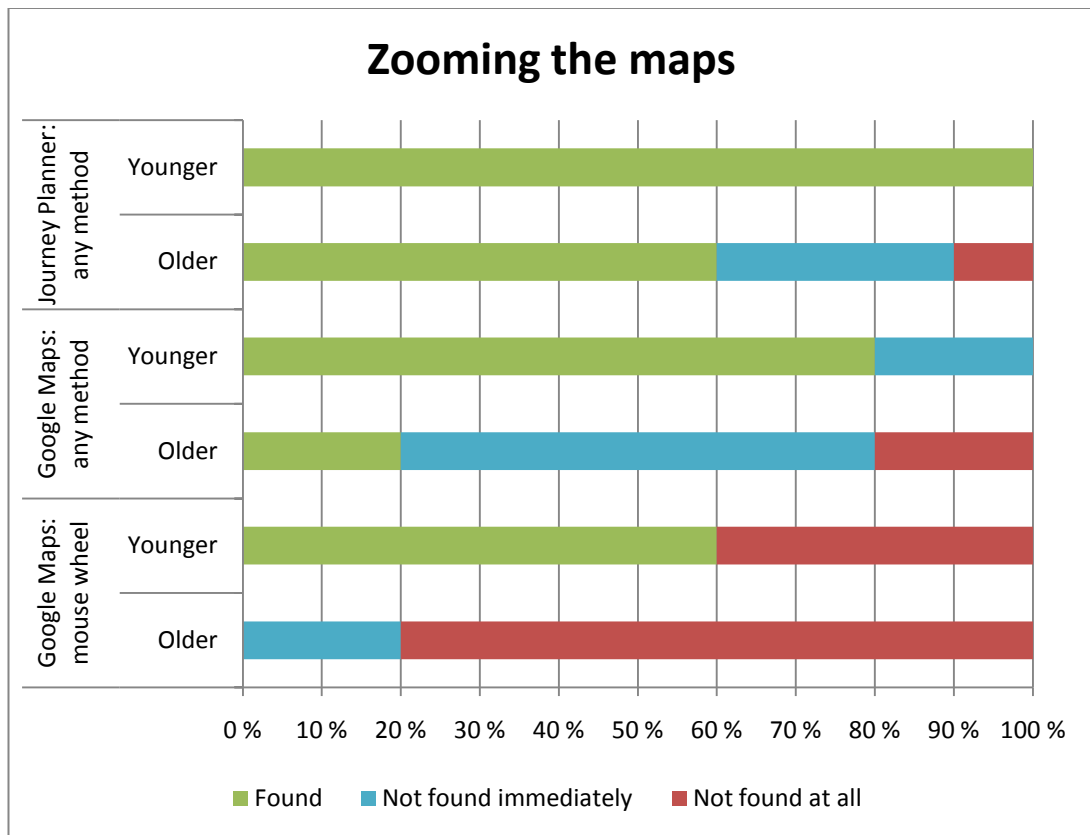 Zooming the maps
Journey Planner:
any method
Younger
Older
Google Maps:
any method
Younger
Older
Google Maps:
mouse wheel
Younger
Older
0 % 10 % 20 % 30 % 40 % 50 % 60 % 70 % 80 % 90 % 100 %
Found Not found immediately Not found at all